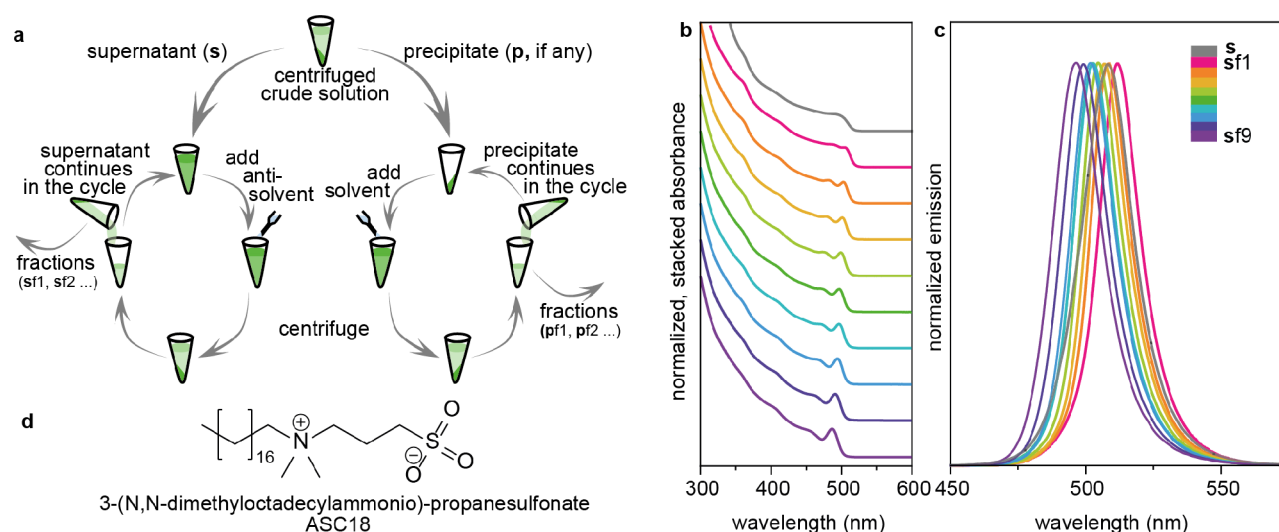 a
supernatant (s)
precipitate (p, if any)
centrifuged
crude solution
supernatant
continues
in the cycle
add
anti-
solvent
add
solvent
precipitate
continues
in the cycle
fractions
(sf1, sf2 ...)
centrifuge
fractions
(pf1, pf2 ...)
d
16
N
+
S
O
O
O
−
3-(N,N-dimethyloctadecylammonio)-propanesulfonate
ASC18
b
normalized, stacked absorbance
300 400 500 600
wavelength (nm)
c
s
sf1
sf9
normalized emission
450 500 550
wavelength (nm)